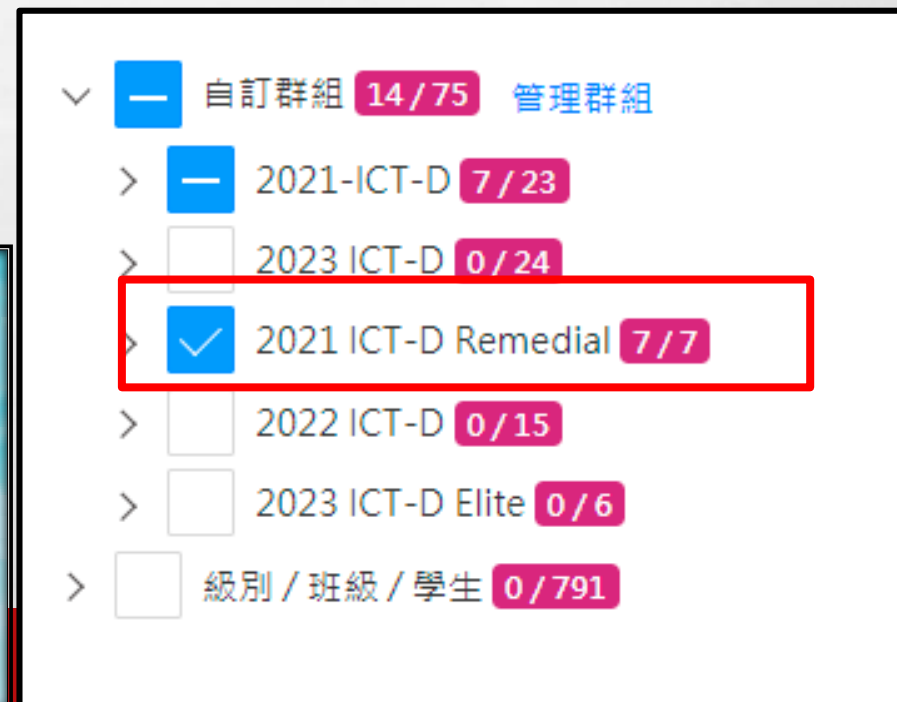 自訂群組 14/75 管理群組
2021-ICT-D 7/23
2023 ICT-D 0/24
2021 ICT-D Remedial 7/7
2022 ICT-D 0/15
2023 ICT-D Elite 0/6
級別/班級/學生 0/791